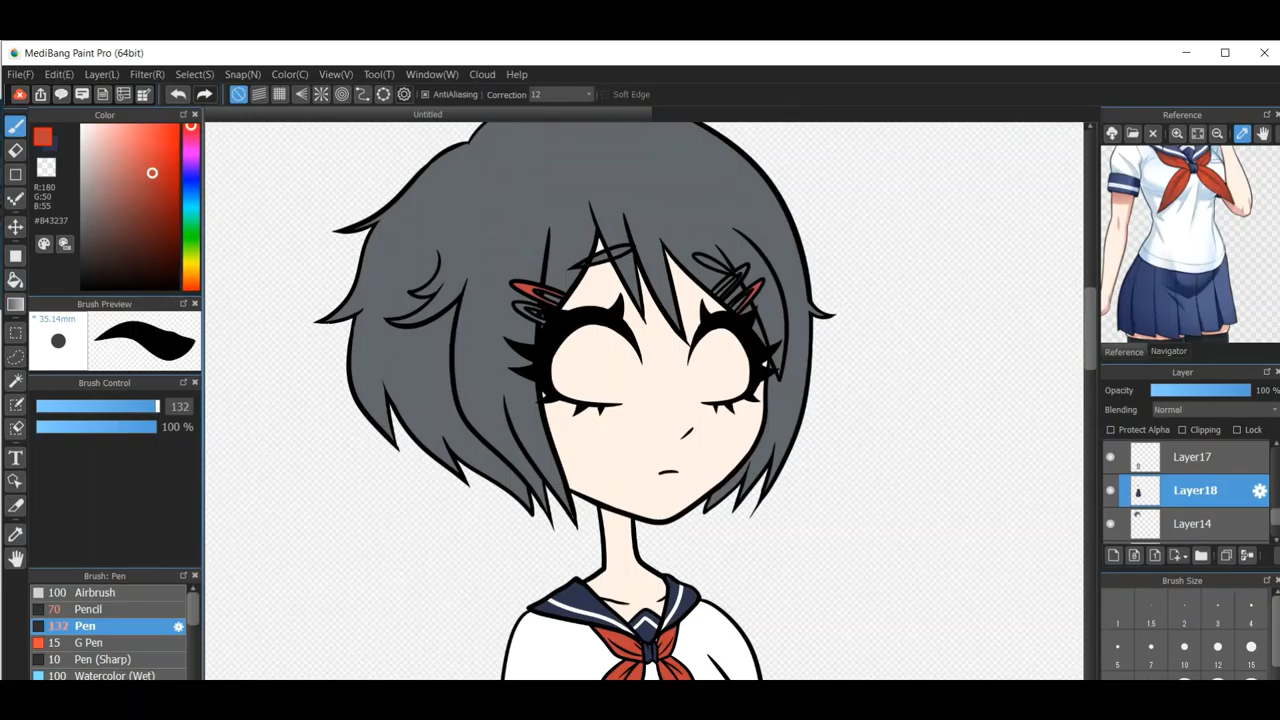 MediBang Paint Pro (64bit)
File(F) Edit(E) Layer(L) Filter(R) Select(S) Snap(N) Color(C) View(V) Tool(T) Window(W) Cloud Help
AntiAliasing Correction 12 Soft Edge
Color
Untitled
Reference
R:180
G:50
B:55
#B43237
Brush Preview
* 35.14mm
Reference Navigator
Layer
Brush Control
Opacity 100 %
132
Blending Normal
100 %
Protect Alpha Clipping Lock
Layer17
Layer18
Layer14
Brush: Pen
Brush Size
100 Airbrush
70 Pencil
132 Pen
15 G Pen
10 Pen (Sharp)
100 Watercolor (Wet)
1 1.5 2 3 4
5 7 10 12 15